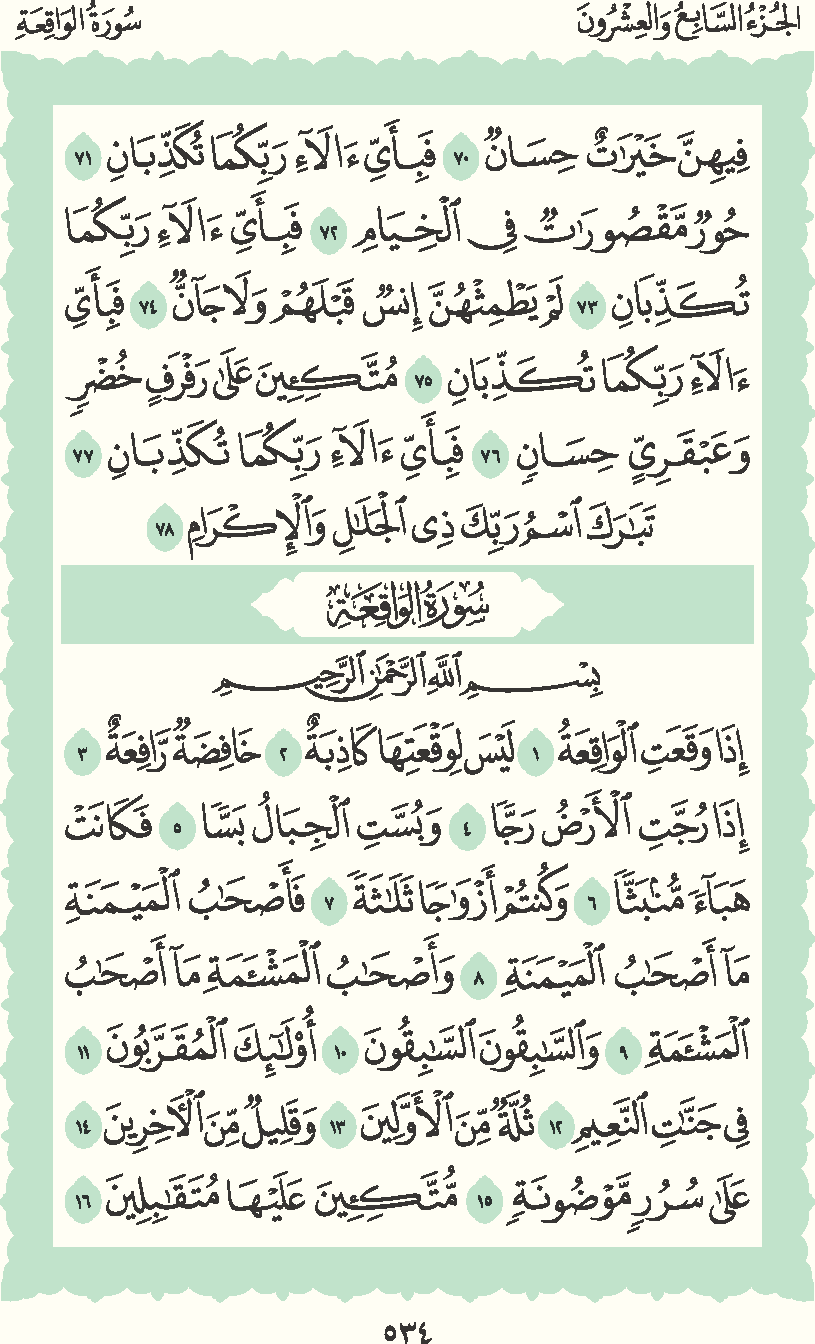 الجُزْءُ السَّابِعُ وَالعِشْرُونَ
سُورَةُ الوَاقِعَةِ
فِيهِنَّ خَيْرَٰتٌ حِسَانٌۭ ٧٠ فَبِأَىِّ ءَالَآءِ رَبِّكُمَا تُكَذِّبَانِ ٧١
حُورٌۭ مَّقْصُورَٰتٌۭ فِى ٱلْخِيَامِ ٧٢ فَبِأَىِّ ءَالَآءِ رَبِّكُمَا
تُكَذِّبَانِ ٧٣ لَمْ يَطْمِثْهُنَّ إِنسٌۭ قَبْلَهُمْ وَلَا جَآنٌّۭ ٧٤ فَبِأَىِّ
ءَالَآءِ رَبِّكُمَا تُكَذِّبَانِ ٧٥ مُتَّكِـِٔينَ عَلَىٰ رَفْرَفٍ خُضْرٍۢ
وَعَبْقَرِىٍّ حِسَانٍۢ ٧٦ فَبِأَىِّ ءَالَآءِ رَبِّكُمَا تُكَذِّبَانِ ٧٧
تَبَٰرَكَ ٱسْمُ رَبِّكَ ذِى ٱلْجَلَٰلِ وَٱلْإِكْرَامِ ٧٨
سُورَةُ الوَاقِعَةِ
بِسْمِ ٱللَّهِ ٱلرَّحْمَٰنِ ٱلرَّحِيمِ
إِذَا وَقَعَتِ ٱلْوَاقِعَةُ ١ لَيْسَ لِوَقْعَتِهَا كَاذِبَةٌ ٢ خَافِضَةٌۭ رَّافِعَةٌ ٣
إِذَا رُجَّتِ ٱلْأَرْضُ رَجًّۭا ٤ وَبُسَّتِ ٱلْجِبَالُ بَسًّۭا ٥ فَكَانَتْ
هَبَآءًۭ مُّنۢبَثًّۭا ٦ وَكُنتُمْ أَزْوَٰجًۭا ثَلَٰثَةًۭ ٧ فَأَصْحَٰبُ ٱلْمَيْمَنَةِ
مَآ أَصْحَٰبُ ٱلْمَيْمَنَةِ ٨ وَأَصْحَٰبُ ٱلْمَشْـَٔمَةِ مَآ أَصْحَٰبُ
ٱلْمَشْـَٔمَةِ ٩ وَٱلسَّٰبِقُونَ ٱلسَّٰبِقُونَ ١٠ أُو۟لَٰٓئِكَ ٱلْمُقَرَّبُونَ ١١
فِى جَنَّٰتِ ٱلنَّعِيمِ ١٢ ثُلَّةٌۭ مِّنَ ٱلْأَوَّلِينَ ١٣ وَقَلِيلٌۭ مِّنَ ٱلْـَٔاخِرِينَ ١٤
عَلَىٰ سُرُرٍۢ مَّوْضُونَةٍۢ ١٥ مُّتَّكِـِٔينَ عَلَيْهَا مُتَقَٰبِلِينَ ١٦
٥٣٤